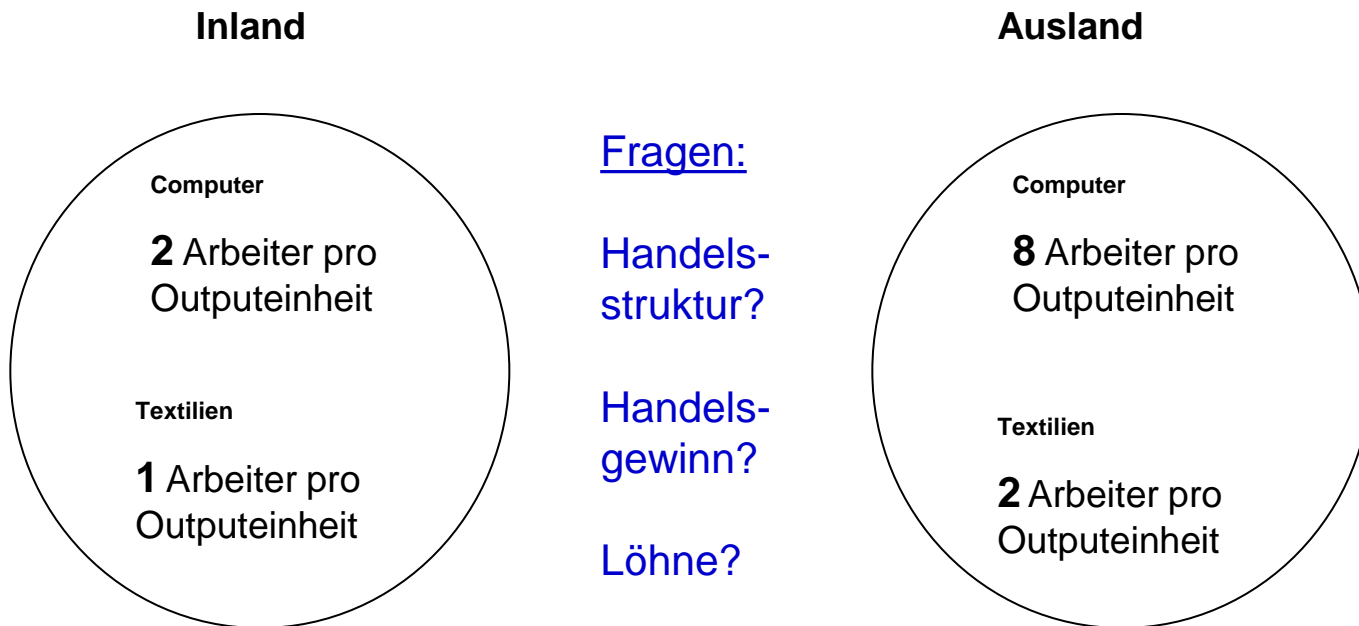 Inland
Computer
2 Arbeiter pro
Outputeinheit
Textilien
1 Arbeiter pro
Outputeinheit
Fragen:
Handels-
struktur?
Handels-
gewinn?
Löhne?
Ausland
Computer
8 Arbeiter pro
Outputeinheit
Textilien
2 Arbeiter pro
Outputeinheit